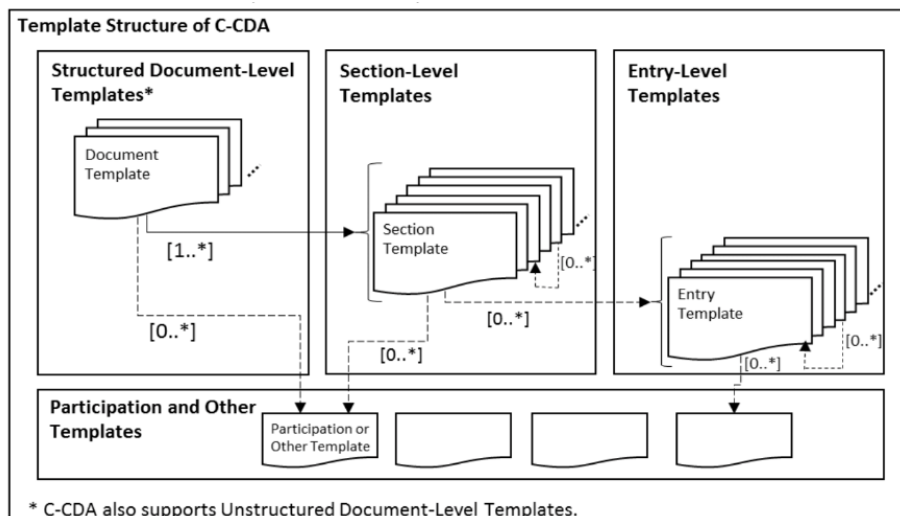 Template Structure of C-CDA
Structured Document-Level
Templates*
Document
Template
[1..*]
[0..*]
Section-Level
Templates
Section
Template
[0..*]
[0..*]
[0..*]
Entry-Level
Templates
Entry
Template
[0..*]
[0..*]
Participation and Other
Templates
Participation or
Other Template
* C-CDA also supports Unstructured Document-Level Templates.